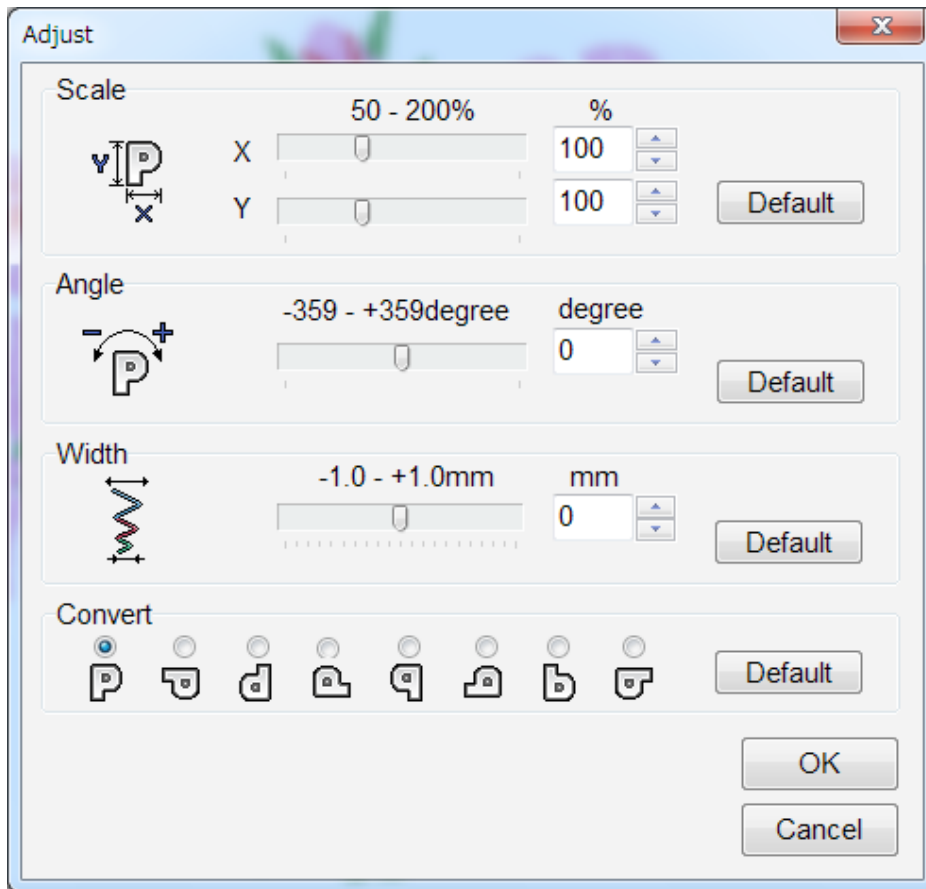 Adjust
Scale
50 - 200% %
X 100
Y 100 Default
Y P
X
Angle
-359 - +359degree degree
- +
P 0
Default
Width
-1.0 - +1.0mm mm
0
Default
Convert
P P P P P P P P Default
OK
Cancel